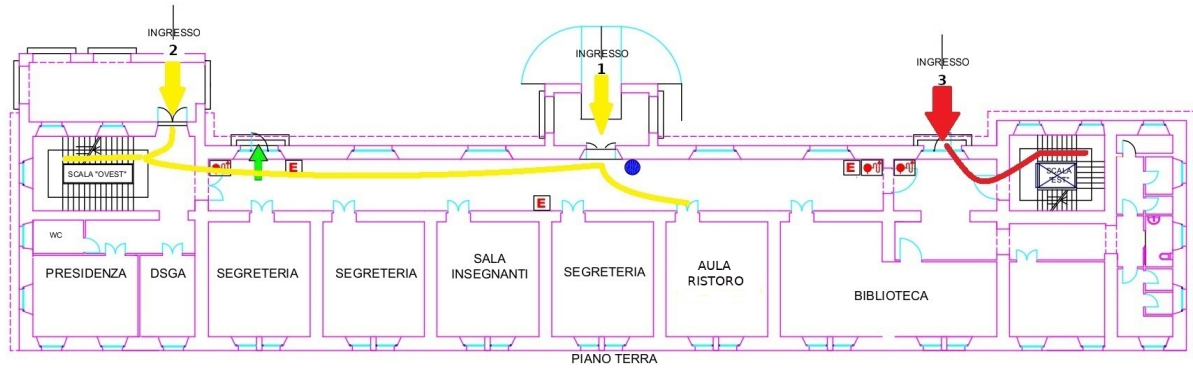 INGRESSO
2
INGRESSO
1
INGRESSO
3
SCALA "OVEST"
E
E
E
SCALA
"EST"
WC
PRESIDENZA
DSGA
SEGRETERIA
SEGRETERIA
SALA
INSEGNANTI
SEGRETERIA
AULA
RISTORO
BIBLIOTECA
PIANO TERRA